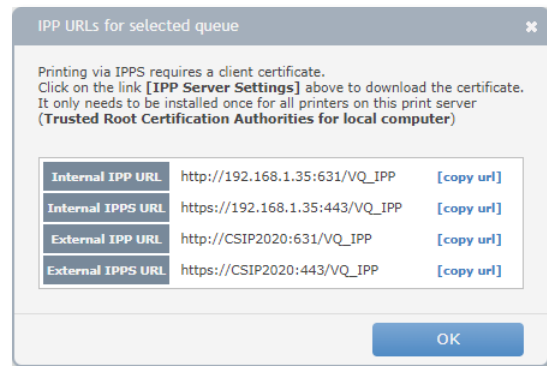 IPP URLs for selected queue ✖
Printing via IPPS requires a client certificate.
Click on the link [IPP Server Settings] above to download the certificate.
It only needs to be installed once for all printers on this print server
(Trusted Root Certification Authorities for local computer)
Internal IPP URL http://192.168.1.35:631/VQ_IPP [copy url]
Internal IPPS URL https://192.168.1.35:443/VQ_IPP [copy url]
External IPP URL http://CSIP2020:631/VQ_IPP [copy url]
External IPPS URL https://CSIP2020:443/VQ_IPP [copy url]
OK